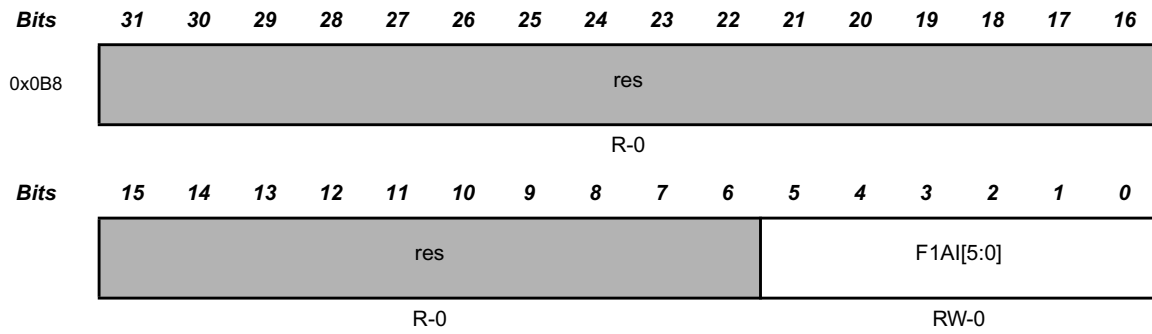 Bits 31 30 29 28 27 26 25 24 23 22 21 20 19 18 17 16
0x0B8 res
R-0
Bits 15 14 13 12 11 10 9 8 7 6 5 4 3 2 1 0
res F1AI[5:0]
R-0 RW-0